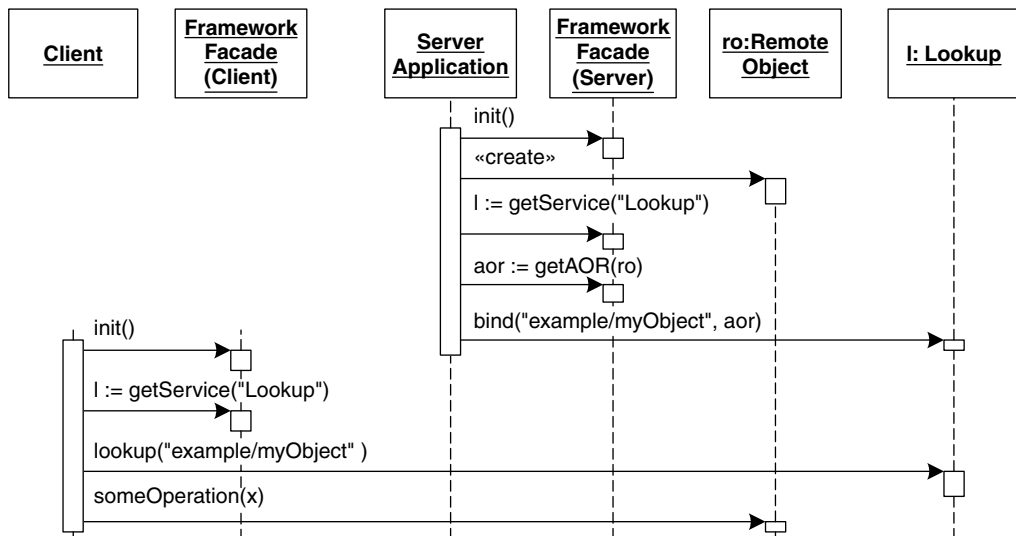 Client
Framework
Facade
(Client)
Server
Application
Framework
Facade
(Server)
ro:Remote
Object
l: Lookup
init()
«create»
l := getService("Lookup")
aor := getAOR(ro)
bind("example/myObject", aor)
init()
l := getService("Lookup")
lookup("example/myObject" )
someOperation(x)